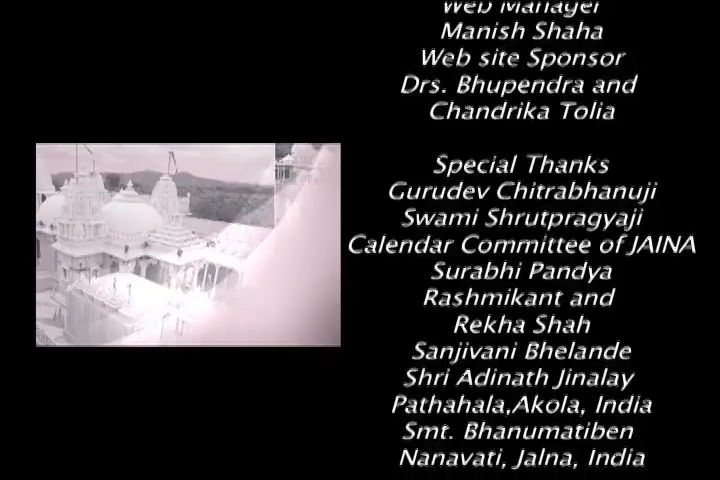 Web Manager
Manish Shaha
Web site Sponsor
Drs. Bhupendra and
Chandrika Tolia
Special Thanks
Gurudev Chitrabhanuji
Swami Shrutpragyaji
Calendar Committee of JAINA
Surabhi Pandya
Rashmikant and
Rekha Shah
Sanjivani Bhelande
Shri Adinath Jinalay
Pathahala,Akola, India
Smt. Bhanumatiben
Nanavati, Jalna, India